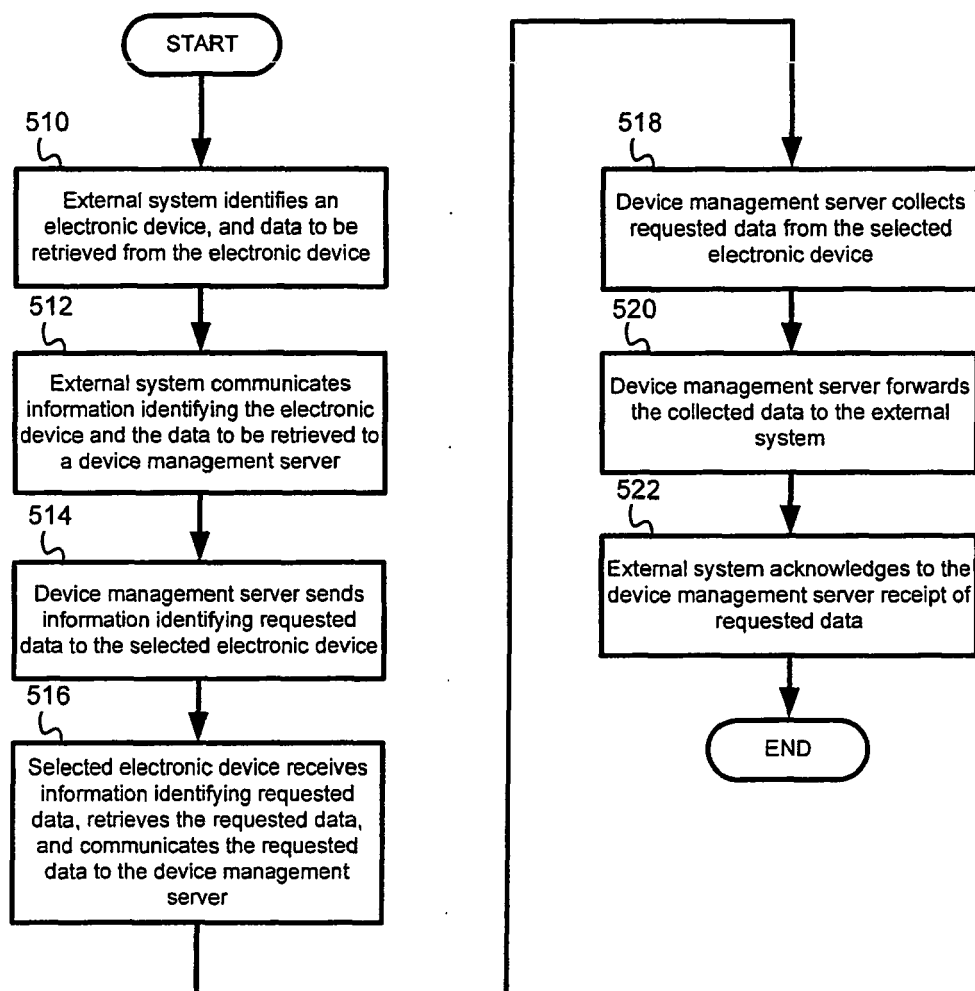 START
510
External system identifies an
electronic device, and data to be
retrieved from the electronic device
512
External system communicates
information identifying the electronic
device and the data to be retrieved to
a device management server
514
Device management server sends
information identifying requested
data to the selected electronic device
516
Selected electronic device receives
information identifying requested
data, retrieves the requested data,
and communicates the requested
data to the device management
server
518
Device management server collects
requested data from the selected
electronic device
520
Device management server forwards
the collected data to the external
system
522
External system acknowledges to the
device management server receipt of
requested data
END